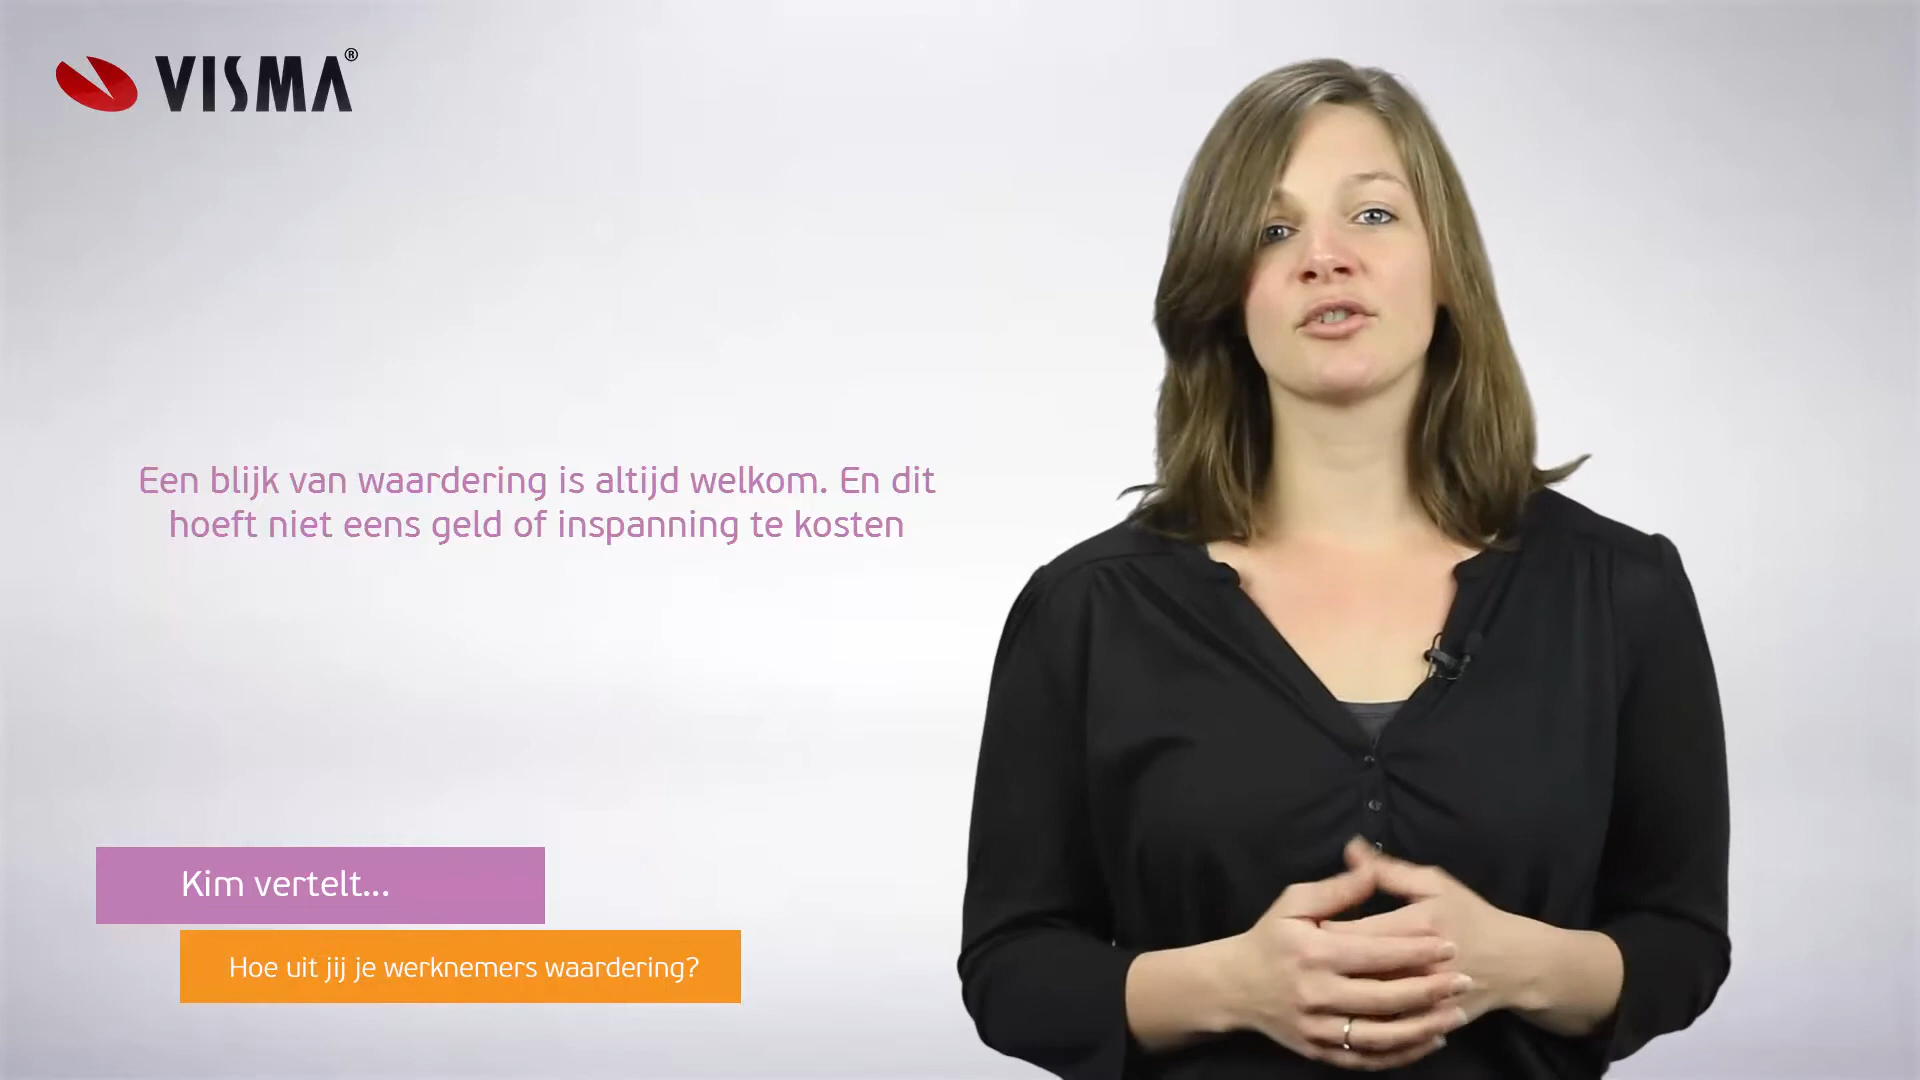 VISMA®
Een blijk van waardering is altijd welkom. En dit
hoeft niet eens geld of inspanning te kosten
Kim vertelt...
Hoe uit jij je werknemers waardering?